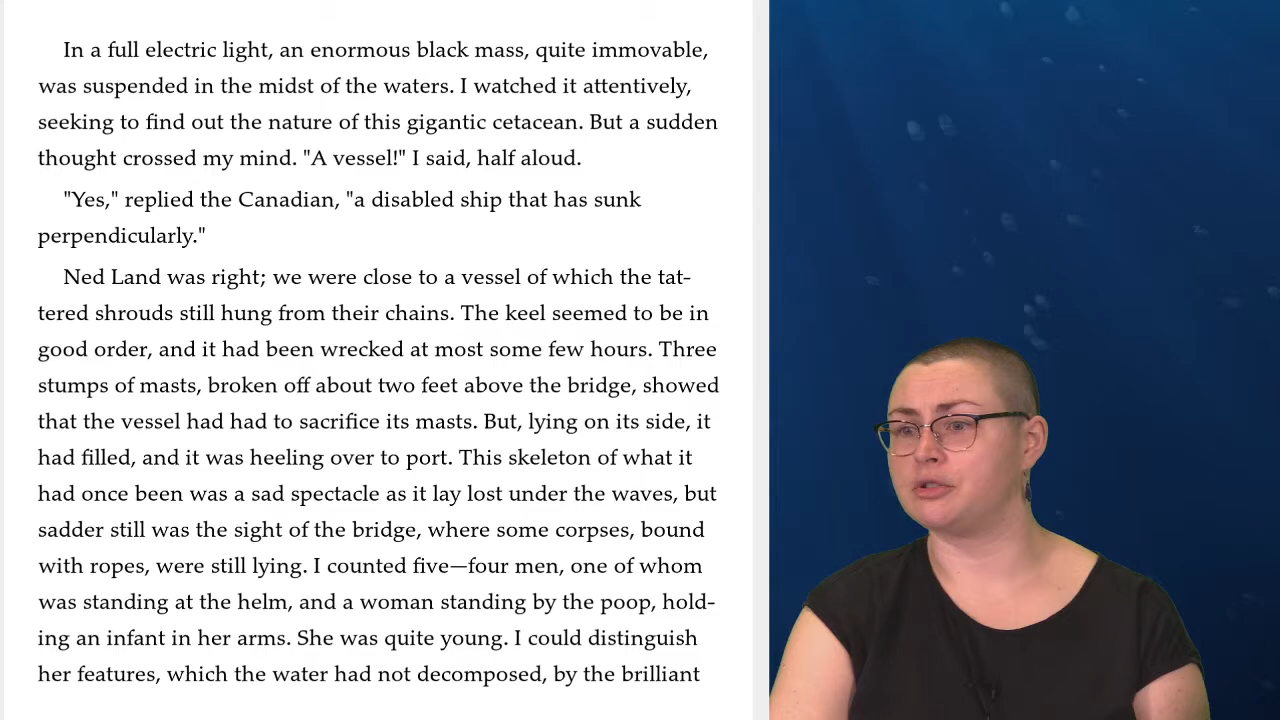 In a full electric light, an enormous black mass, quite immovable,
was suspended in the midst of the waters. I watched it attentively,
seeking to find out the nature of this gigantic cetacean. But a sudden
thought crossed my mind. "A vessel!" I said, half aloud.
"Yes," replied the Canadian, "a disabled ship that has sunk
perpendicularly."
Ned Land was right; we were close to a vessel of which the tat-
tered shrouds still hung from their chains. The keel seemed to be in
good order, and it had been wrecked at most some few hours. Three
stumps of masts, broken off about two feet above the bridge, showed
that the vessel had had to sacrifice its masts. But, lying on its side, it
had filled, and it was heeling over to port. This skeleton of what it
had once been was a sad spectacle as it lay lost under the waves, but
sadder still was the sight of the bridge, where some corpses, bound
with ropes, were still lying. I counted five—four men, one of whom
was standing at the helm, and a woman standing by the poop, hold-
ing an infant in her arms. She was quite young. I could distinguish
her features, which the water had not decomposed, by the brilliant